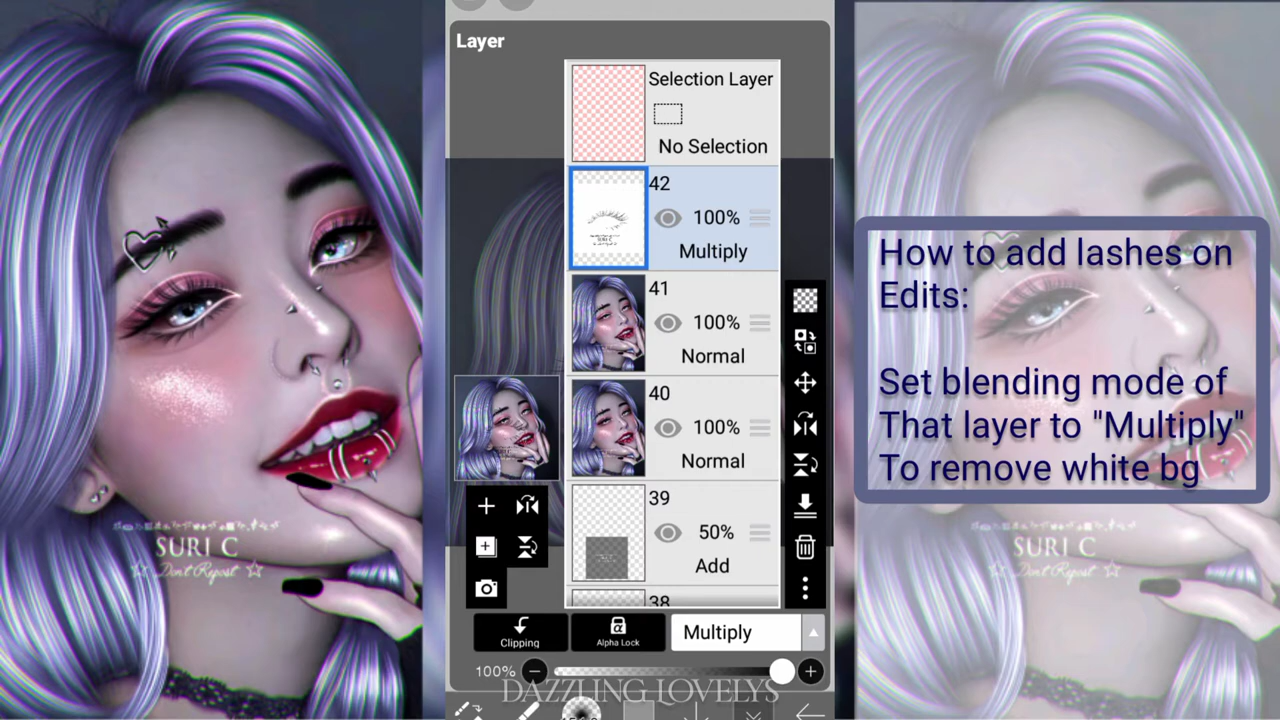 Layer
Selection Layer
No Selection
42
100%
Multiply
SURI C
41
100%
Normal
40
100%
Normal
39
50%
Add
38
Clipping
α
Alpha Lock
Multiply
100%
DAZZLING LOVELYS
SURI C
Don't Repost
How to add lashes on
Edits:
Set blending mode of
That layer to "Multiply"
To remove white bg
SURI C
Don't Repost